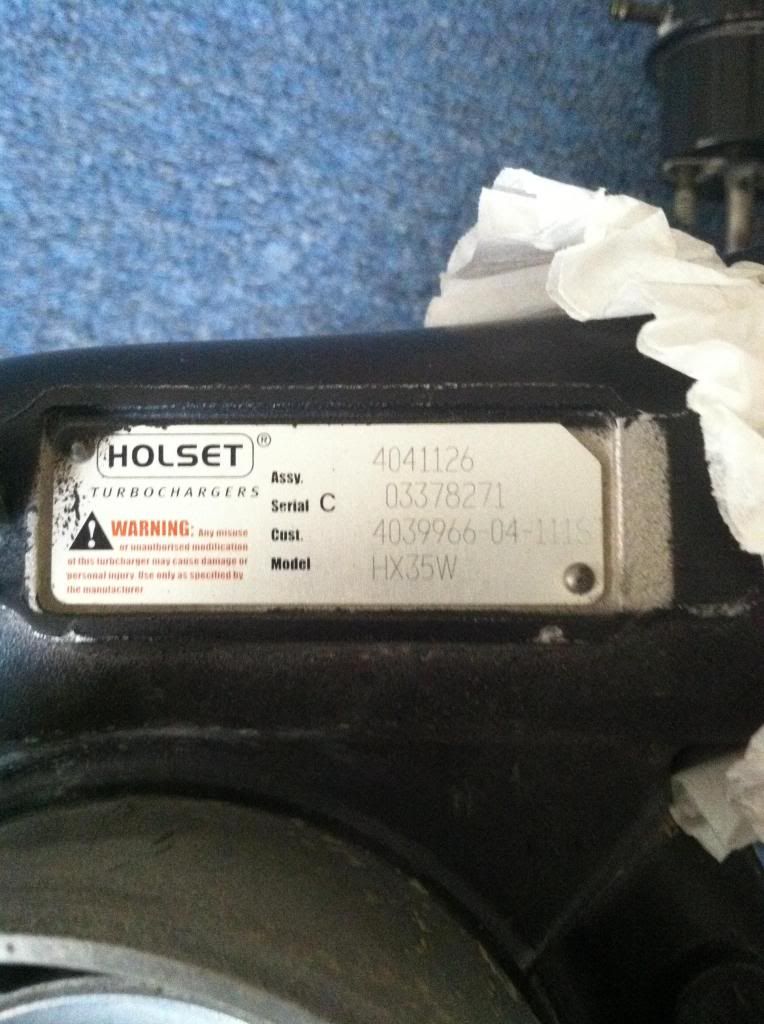 HOLSET®
TURBOCHARGERS
WARNING: Any misuse
or unauthorised modification
of this turbcharger may cause damage or
personal injury. Use only as specified by
the manufacturer
Assy. 4041126
Serial C 03378271
Cust. 4039966-04-111S
Model HX35W